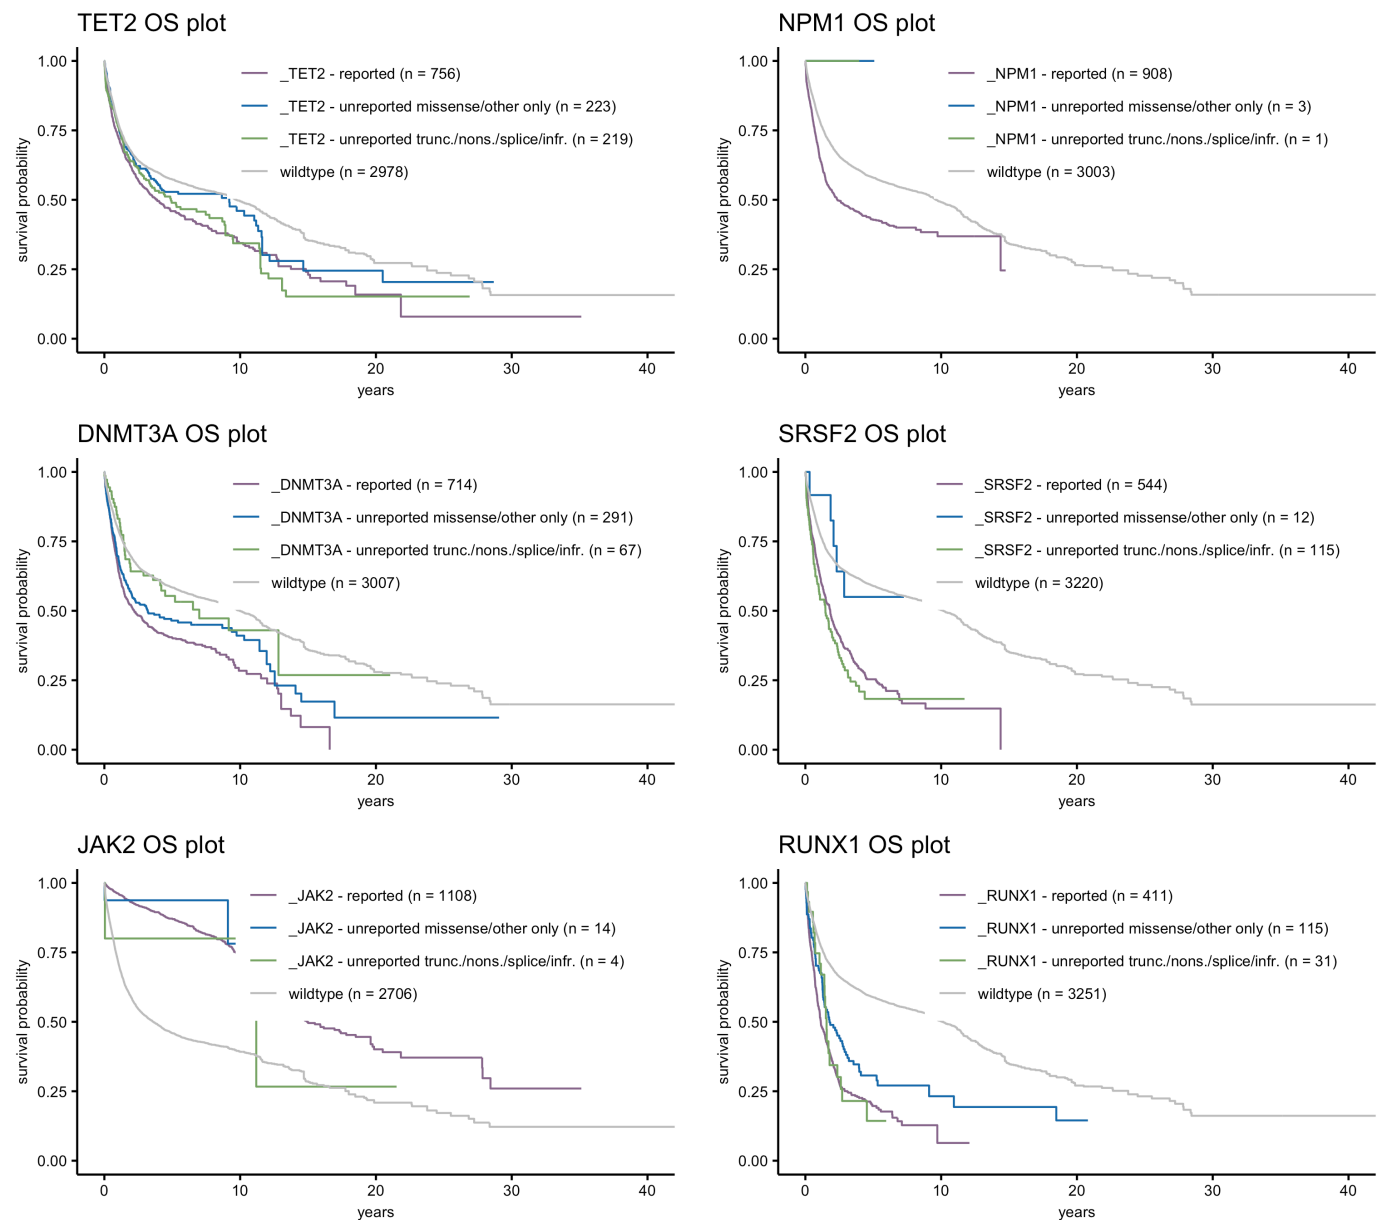 TET2 OS plot
survival probability
1.00
0.75
0.50
0.25
0.00
_TET2 - reported (n = 756)
_TET2 - unreported missense/other only (n = 223)
_TET2 - unreported trunc./nons./splice/infr. (n = 219)
wildtype (n = 2978)
0 10 20 30 40
years
NPM1 OS plot
survival probability
1.00
0.75
0.50
0.25
0.00
_NPM1 - reported (n = 908)
_NPM1 - unreported missense/other only (n = 3)
_NPM1 - unreported trunc./nons./splice/infr. (n = 1)
wildtype (n = 3003)
0 10 20 30 40
years
DNMT3A OS plot
survival probability
1.00
0.75
0.50
0.25
0.00
_DNMT3A - reported (n = 714)
_DNMT3A - unreported missense/other only (n = 291)
_DNMT3A - unreported trunc./nons./splice/infr. (n = 67)
wildtype (n = 3007)
0 10 20 30 40
years
SRSF2 OS plot
survival probability
1.00
0.75
0.50
0.25
0.00
_SRSF2 - reported (n = 544)
_SRSF2 - unreported missense/other only (n = 12)
_SRSF2 - unreported trunc./nons./splice/infr. (n = 115)
wildtype (n = 3220)
0 10 20 30 40
years
JAK2 OS plot
survival probability
1.00
0.75
0.50
0.25
0.00
_JAK2 - reported (n = 1108)
_JAK2 - unreported missense/other only (n = 14)
_JAK2 - unreported trunc./nons./splice/infr. (n = 4)
wildtype (n = 2706)
0 10 20 30 40
years
RUNX1 OS plot
survival probability
1.00
0.75
0.50
0.25
0.00
_RUNX1 - reported (n = 411)
_RUNX1 - unreported missense/other only (n = 115)
_RUNX1 - unreported trunc./nons./splice/infr. (n = 31)
wildtype (n = 3251)
0 10 20 30 40
years